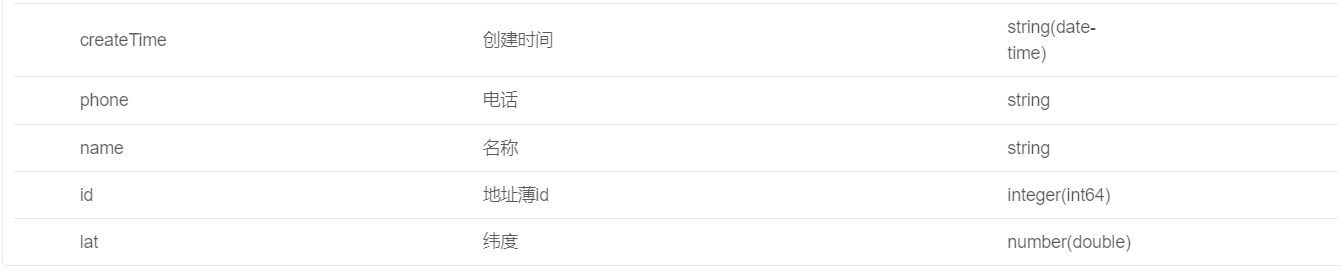 createTime 创建时间 string(date-
time)
phone 电话 string
name 名称 string
id 地址薄id integer(int64)
lat 纬度 number(double)